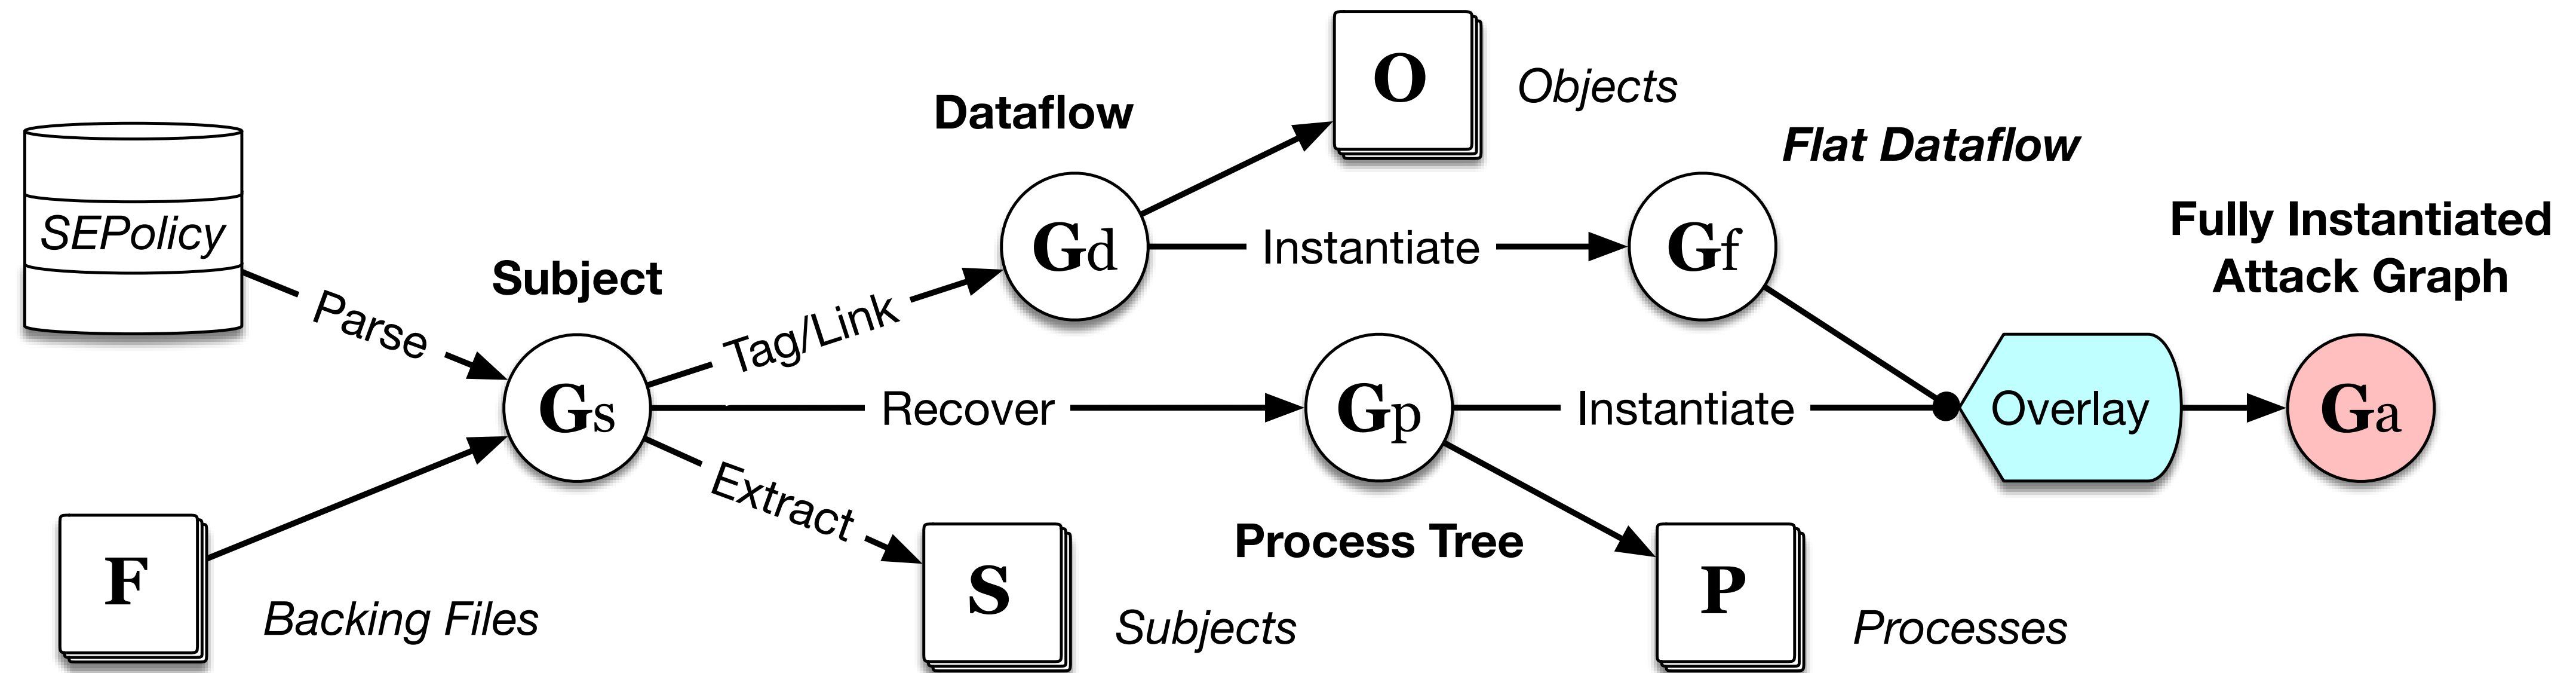 SEPolicy
Parse
F
Backing Files
Subject
Gs
Tag/Link
Recover
Extract
Dataflow
Gd
O
Objects
Instantiate
Flat Dataflow
Gf
S
Subjects
Gp
Process Tree
Instantiate
P
Processes
Overlay
Fully Instantiated
Attack Graph
Ga